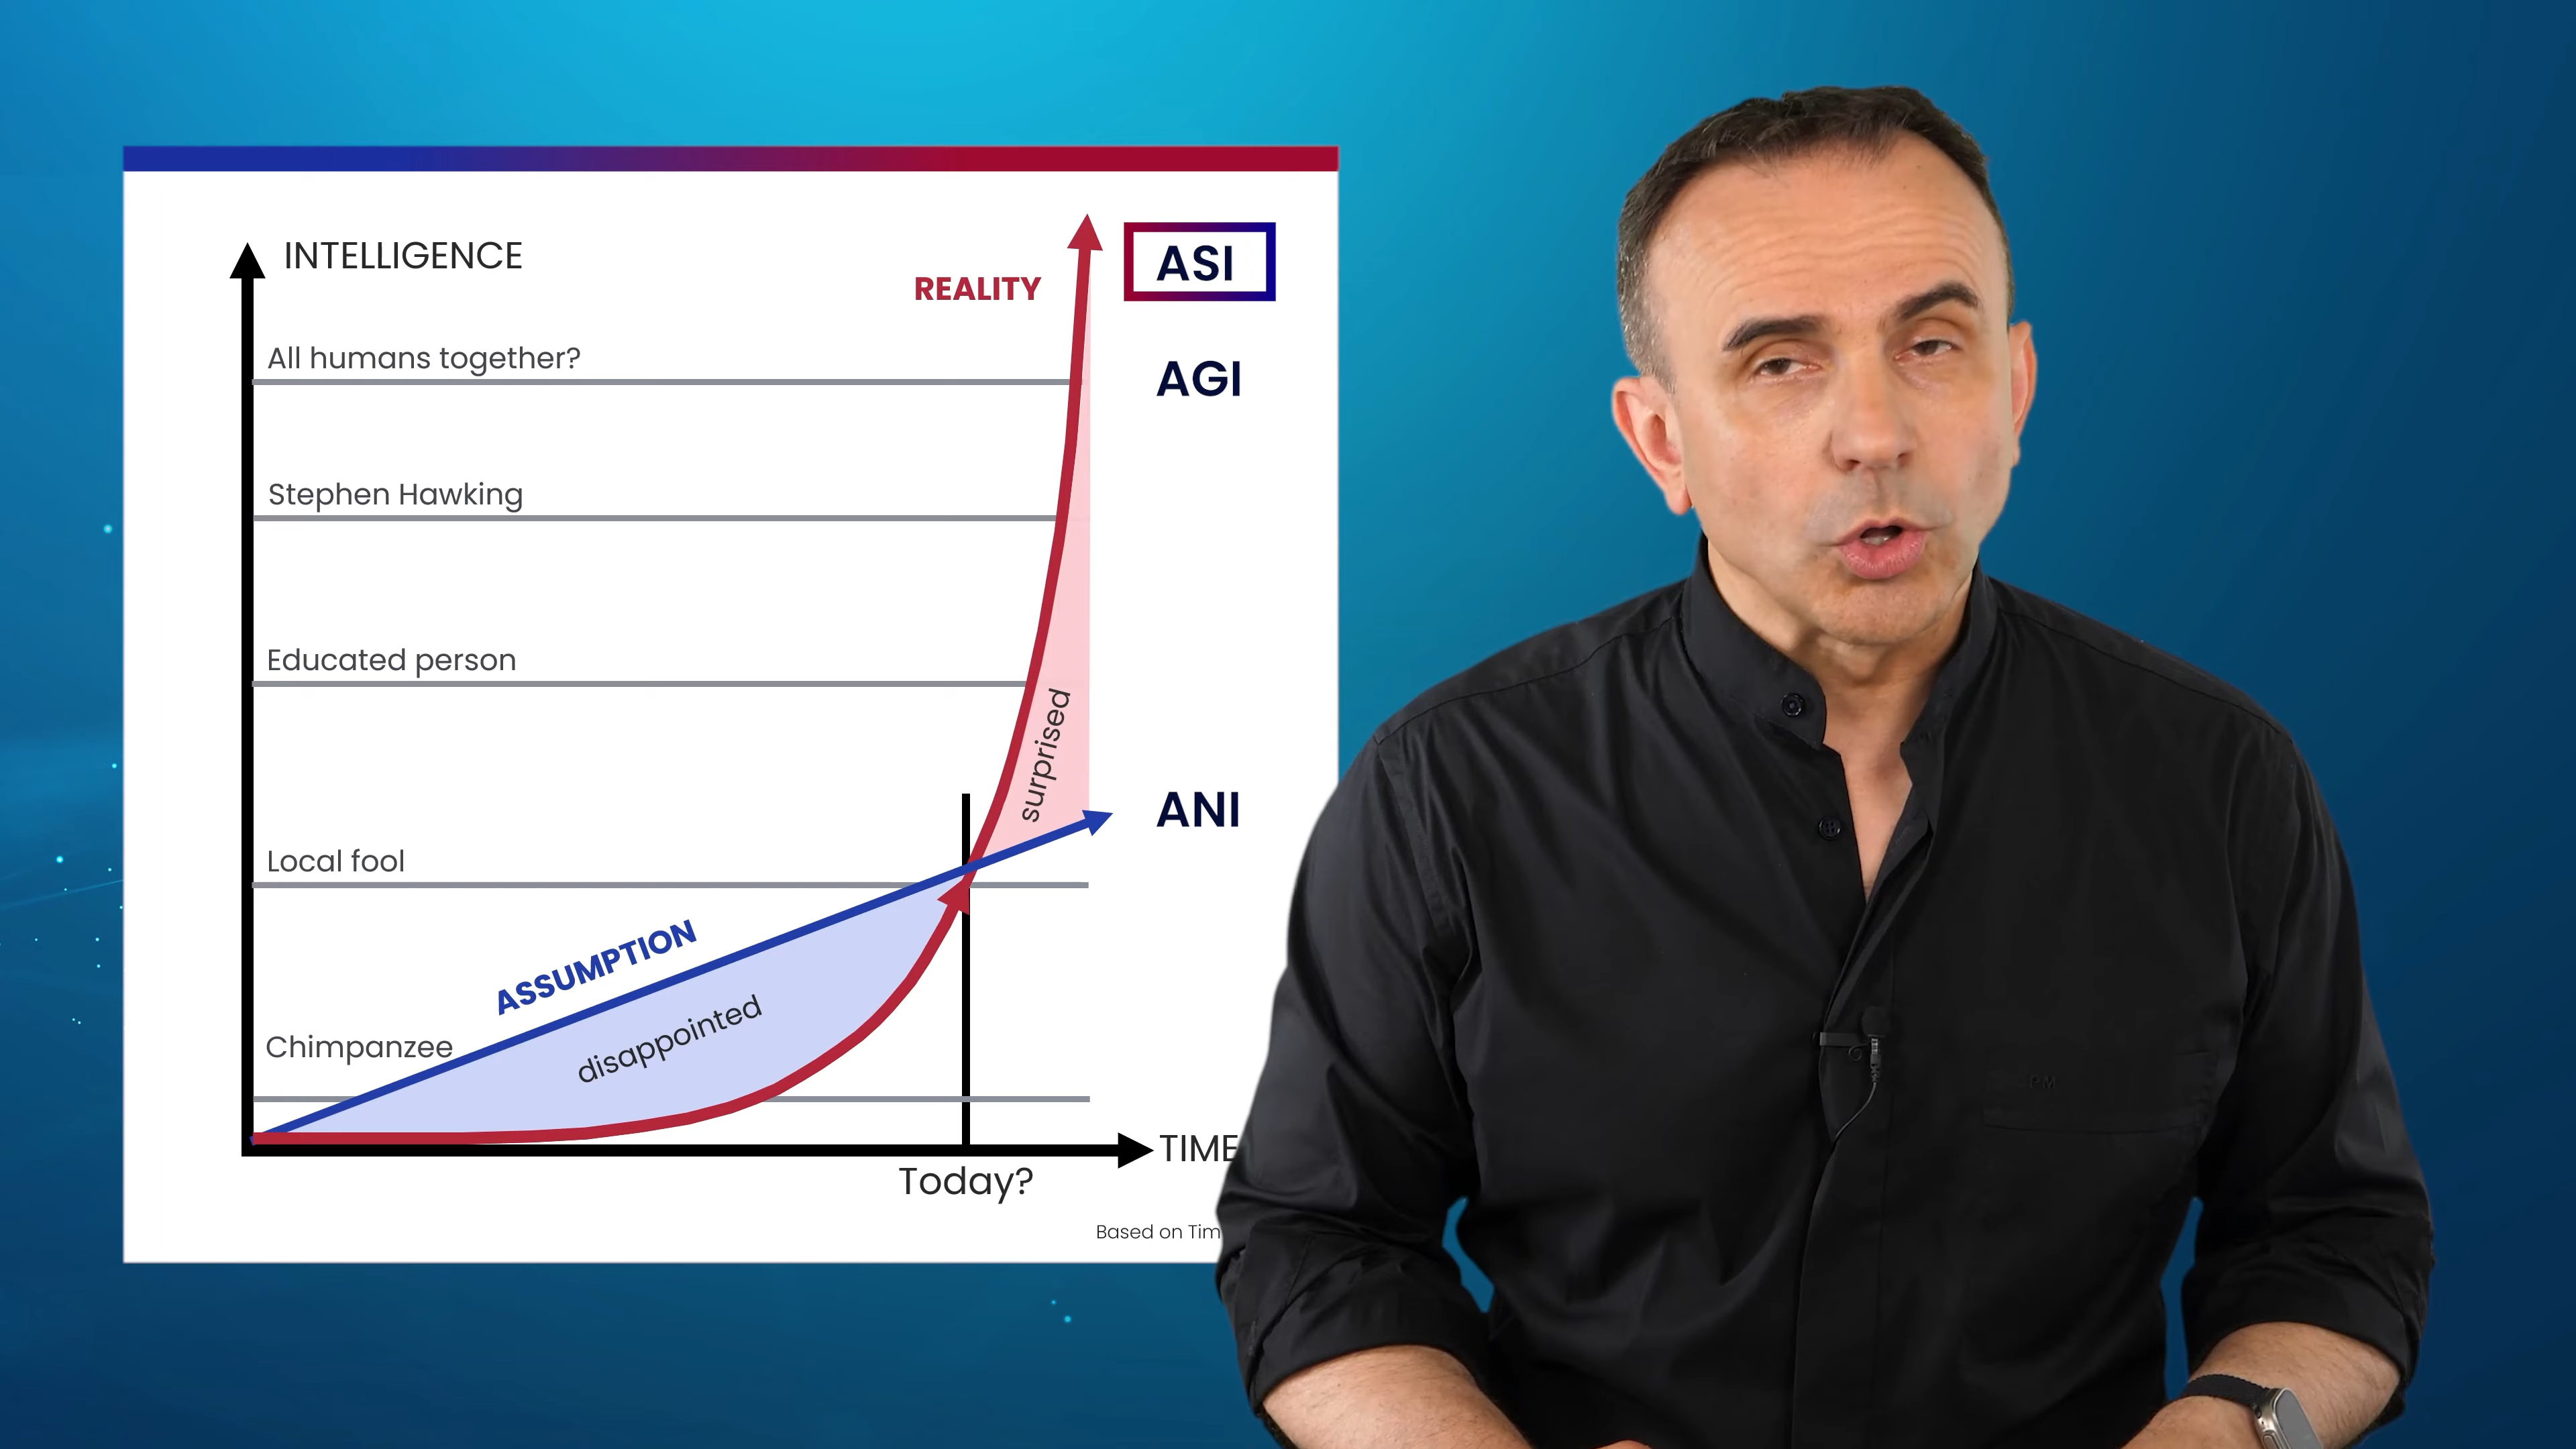 INTELLIGENCE
REALITY
ASI
All humans together?
AGI
Stephen Hawking
Educated person
surprised
ANI
Local fool
ASSUMPTION
disappointed
Chimpanzee
TIME
Today?
Based on Tim
PM